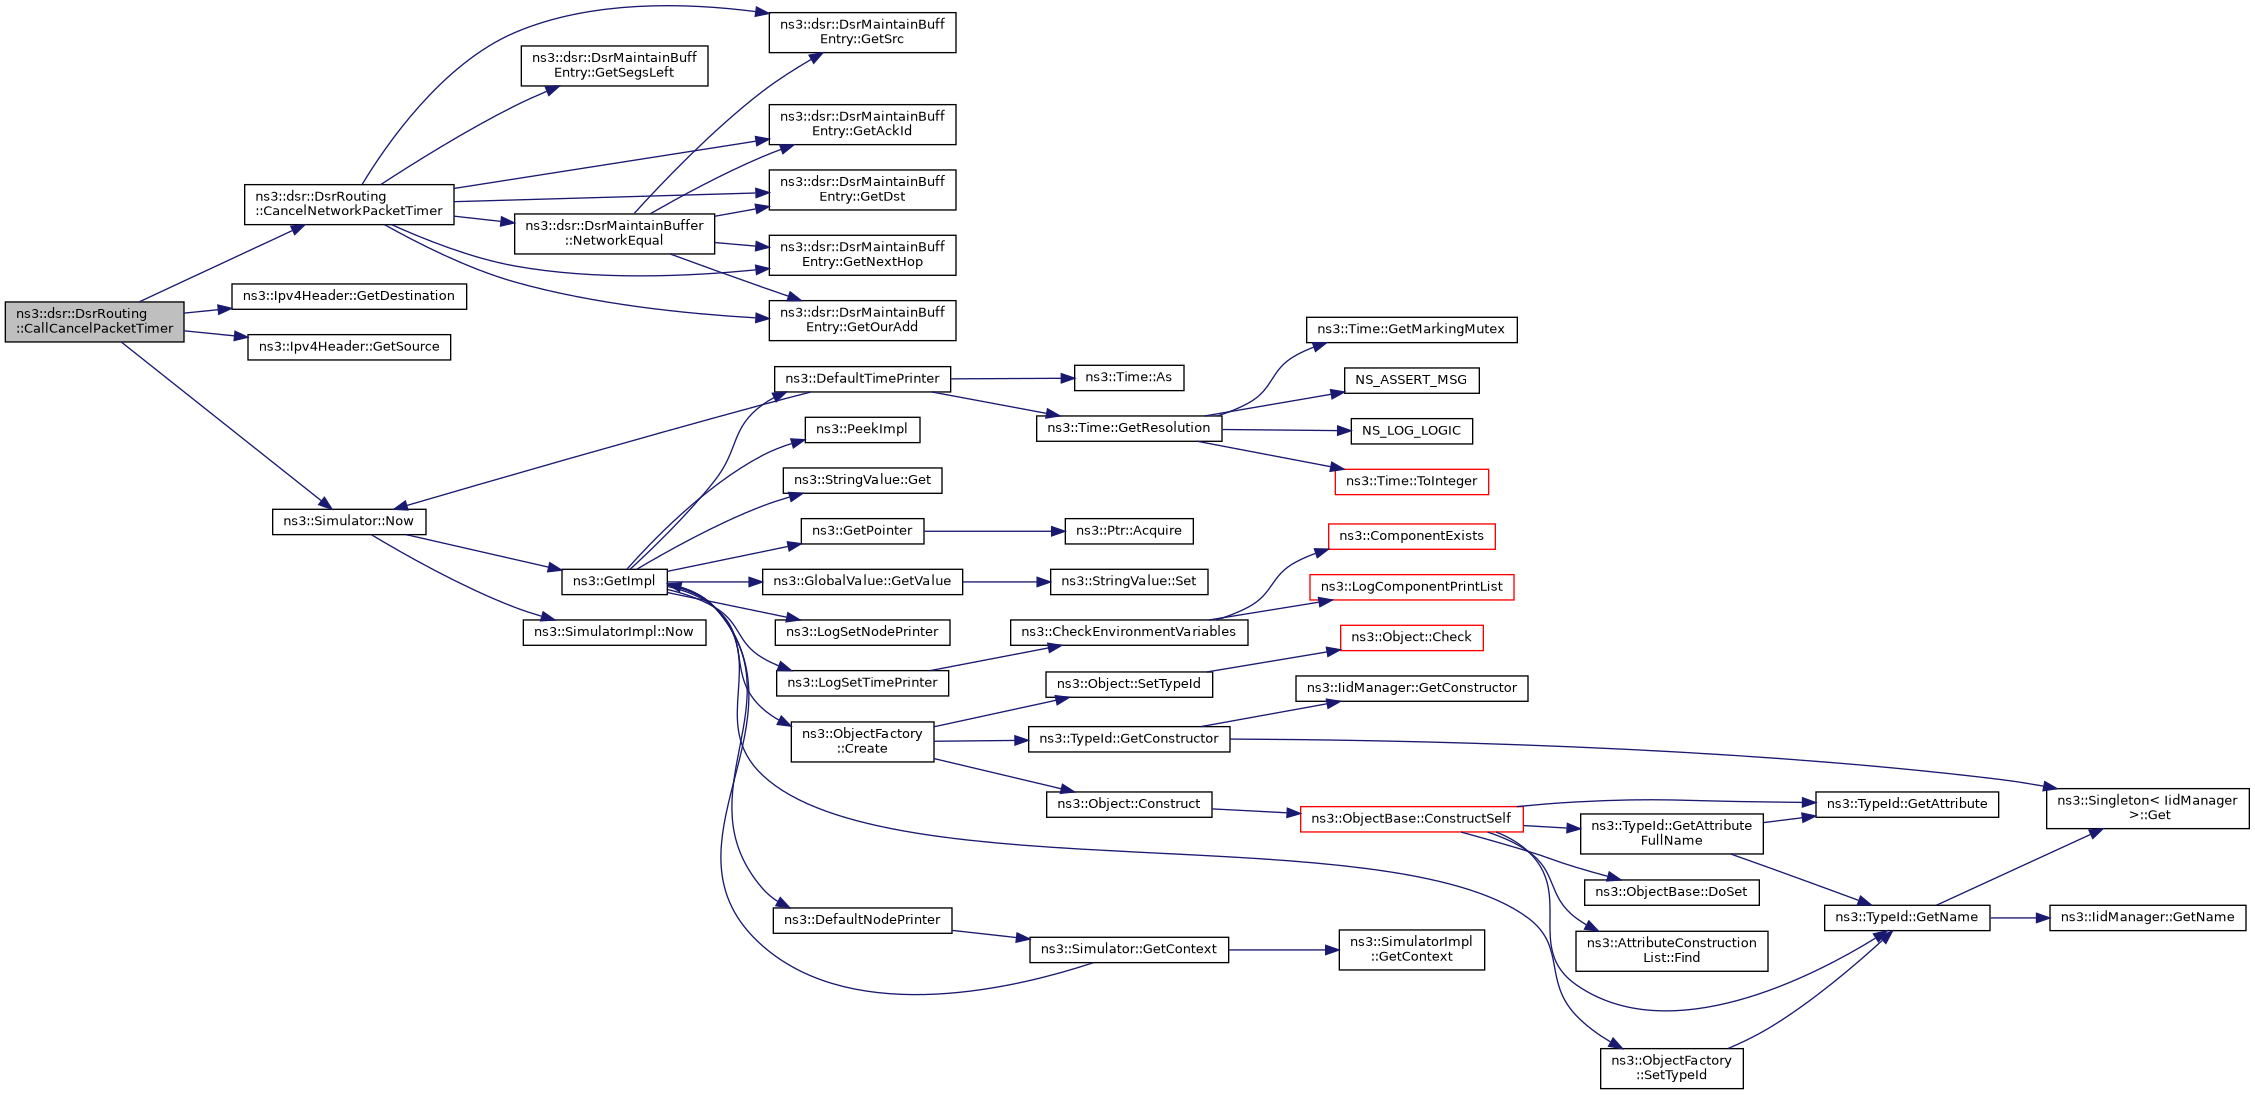 ns3::dsr::DsrRouting
::CallCancelPacketTimer
ns3::dsr::DsrRouting
::CancelNetworkPacketTimer
ns3::Ipv4Header::GetDestination
ns3::Ipv4Header::GetSource
ns3::Simulator::Now
ns3::dsr::DsrMaintainBuff
Entry::GetSegsLeft
ns3::dsr::DsrMaintainBuffer
::NetworkEqual
ns3::GetImpl
ns3::SimulatorImpl::Now
ns3::dsr::DsrMaintainBuff
Entry::GetSrc
ns3::dsr::DsrMaintainBuff
Entry::GetAckId
ns3::dsr::DsrMaintainBuff
Entry::GetDst
ns3::dsr::DsrMaintainBuff
Entry::GetNextHop
ns3::dsr::DsrMaintainBuff
Entry::GetOurAdd
ns3::DefaultTimePrinter
ns3::PeekImpl
ns3::StringValue::Get
ns3::GetPointer
ns3::GlobalValue::GetValue
ns3::LogSetNodePrinter
ns3::LogSetTimePrinter
ns3::ObjectFactory
::Create
ns3::DefaultNodePrinter
ns3::Time::As
ns3::Time::GetResolution
ns3::Ptr::Acquire
ns3::StringValue::Set
ns3::CheckEnvironmentVariables
ns3::Object::SetTypeId
ns3::TypeId::GetConstructor
ns3::Object::Construct
ns3::Simulator::GetContext
ns3::Time::GetMarkingMutex
NS_ASSERT_MSG
NS_LOG_LOGIC
ns3::Time::ToInteger
ns3::ComponentExists
ns3::LogComponentPrintList
ns3::Object::Check
ns3::IidManager::GetConstructor
ns3::ObjectBase::ConstructSelf
ns3::SimulatorImpl
::GetContext
ns3::TypeId::GetAttribute
FullName
ns3::ObjectBase::DoSet
ns3::AttributeConstruction
List::Find
ns3::ObjectFactory
::SetTypeId
ns3::TypeId::GetAttribute
ns3::TypeId::GetName
ns3::Singleton< IidManager
>::Get
ns3::IidManager::GetName